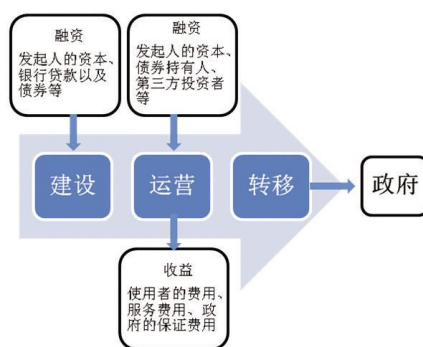 融资
发起人的资本、
银行贷款以及
债券等
融资
发起人的资本、
债券持有人、
第三方投资者
等
建设
运营
转移
政府
收益
使用者的费用、
服务费用、政
府的保证费用